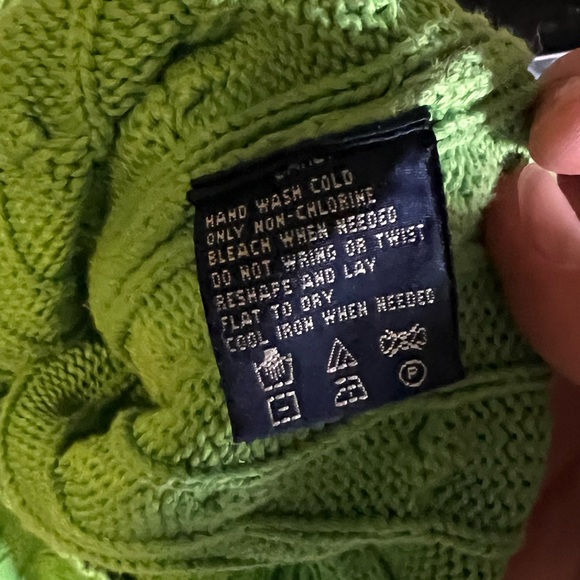 HAND WASH COLD
ONLY NON-CHLORINE
BLEACH WHEN NEEDED
DO NOT WRING OR TWIST
RESHAPE AND LAY
FLAT TO DRY
COOL IRON WHEN NEEDED
P